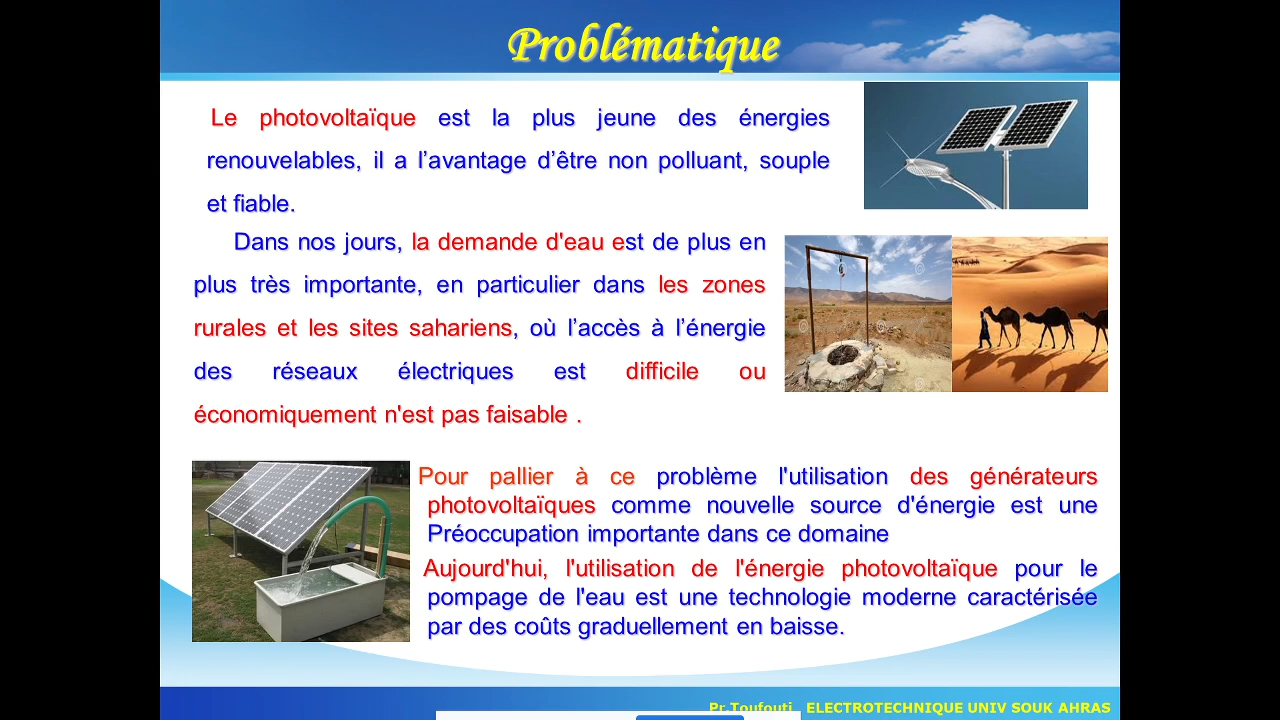 Problématique
Le photovoltaïque est la plus jeune des énergies
renouvelables, il a l’avantage d’être non polluant, souple
et fiable.
Dans nos jours, la demande d'eau est de plus en
plus très importante, en particulier dans les zones
rurales et les sites sahariens, où l’accès à l’énergie
des réseaux électriques est difficile ou
économiquement n'est pas faisable .
Pour pallier à ce problème l'utilisation des générateurs
photovoltaïques comme nouvelle source d'énergie est une
Préoccupation importante dans ce domaine
Aujourd'hui, l'utilisation de l'énergie photovoltaïque pour le
pompage de l'eau est une technologie moderne caractérisée
par des coûts graduellement en baisse.
Pr.Toufouti ELECTROTECHNIQUE UNIV SOUK AHRAS